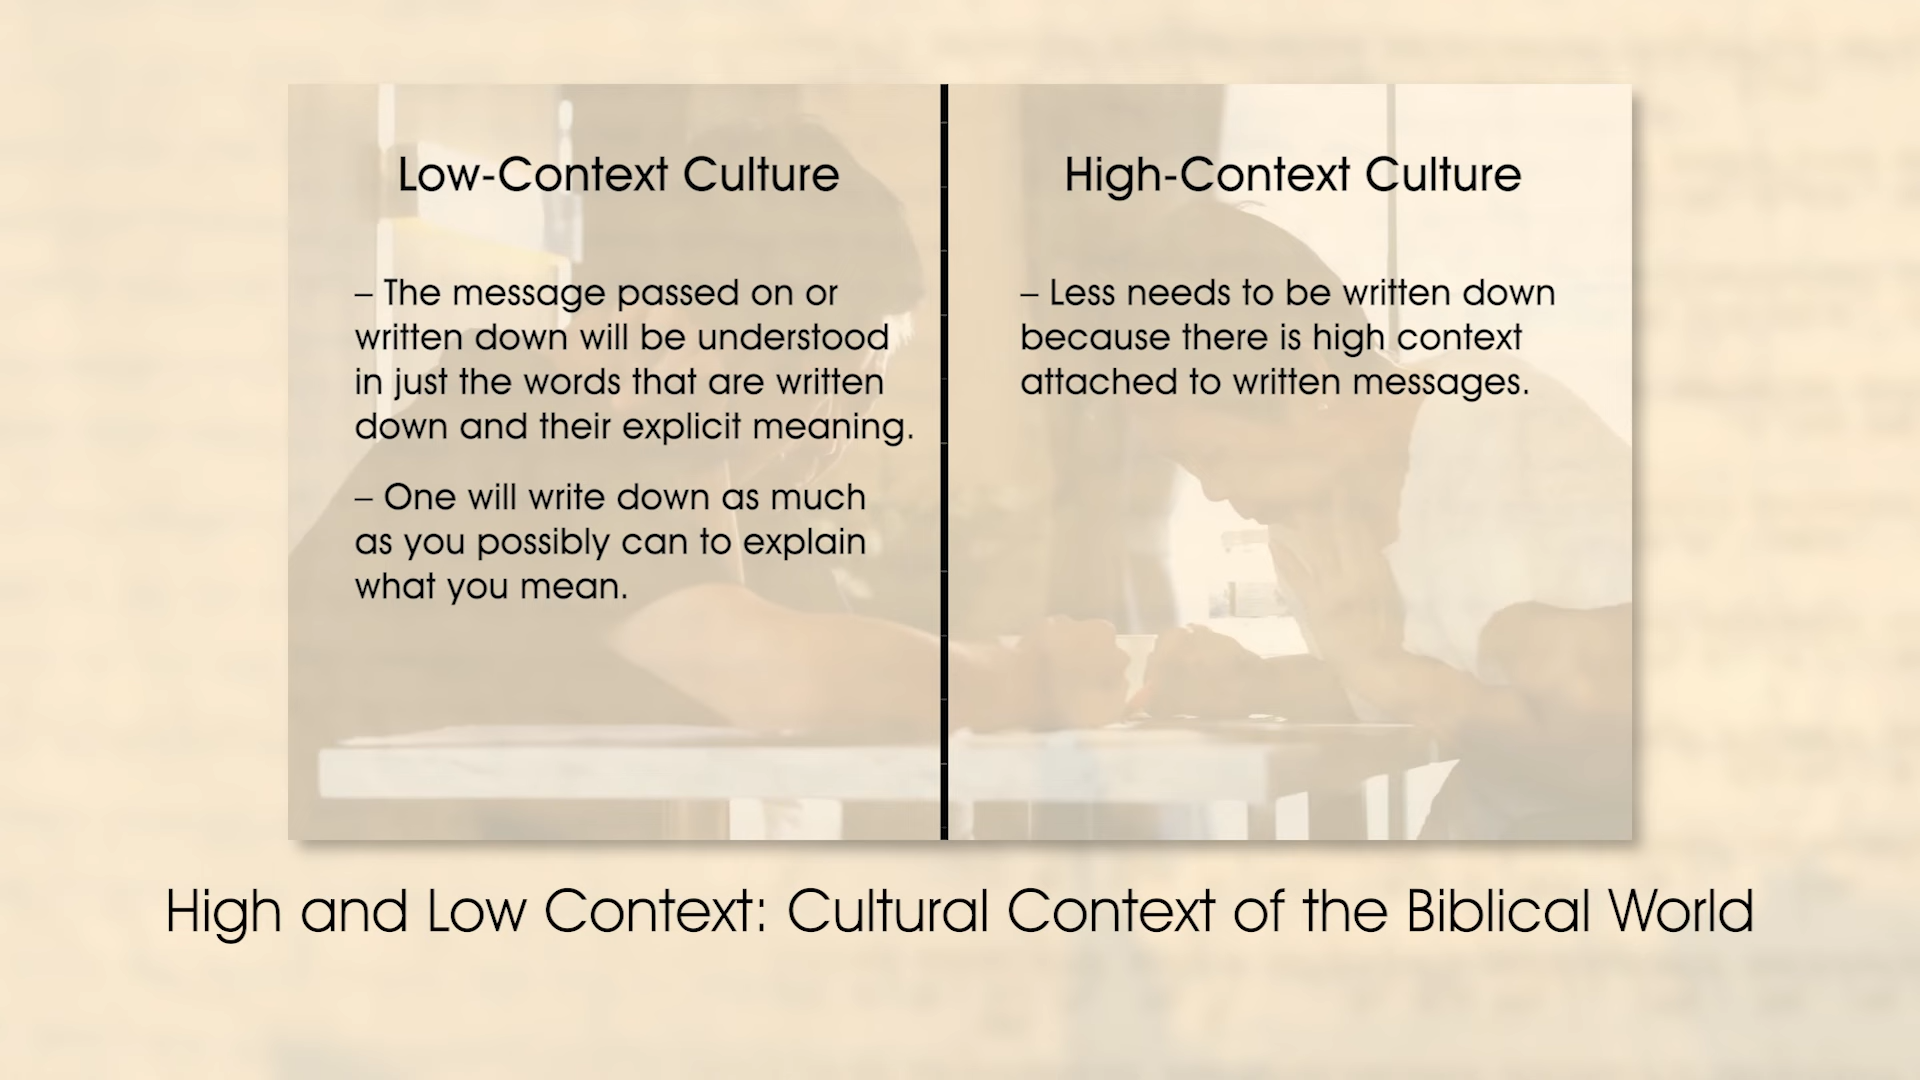 Low-Context Culture
– The message passed on or
written down will be understood
in just the words that are written
down and their explicit meaning.
– One will write down as much
as you possibly can to explain
what you mean.
High-Context Culture
– Less needs to be written down
because there is high context
attached to written messages.
High and Low Context: Cultural Context of the Biblical World